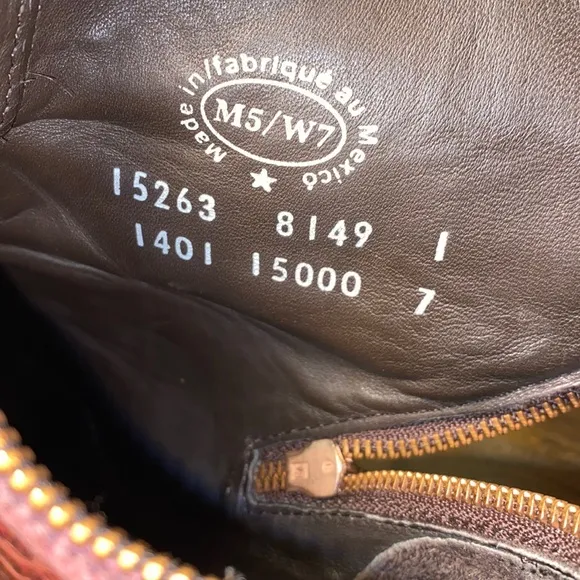 Made in/fabriqué au Mexico
M5/W7
15263 8149 1
1401 15000 7